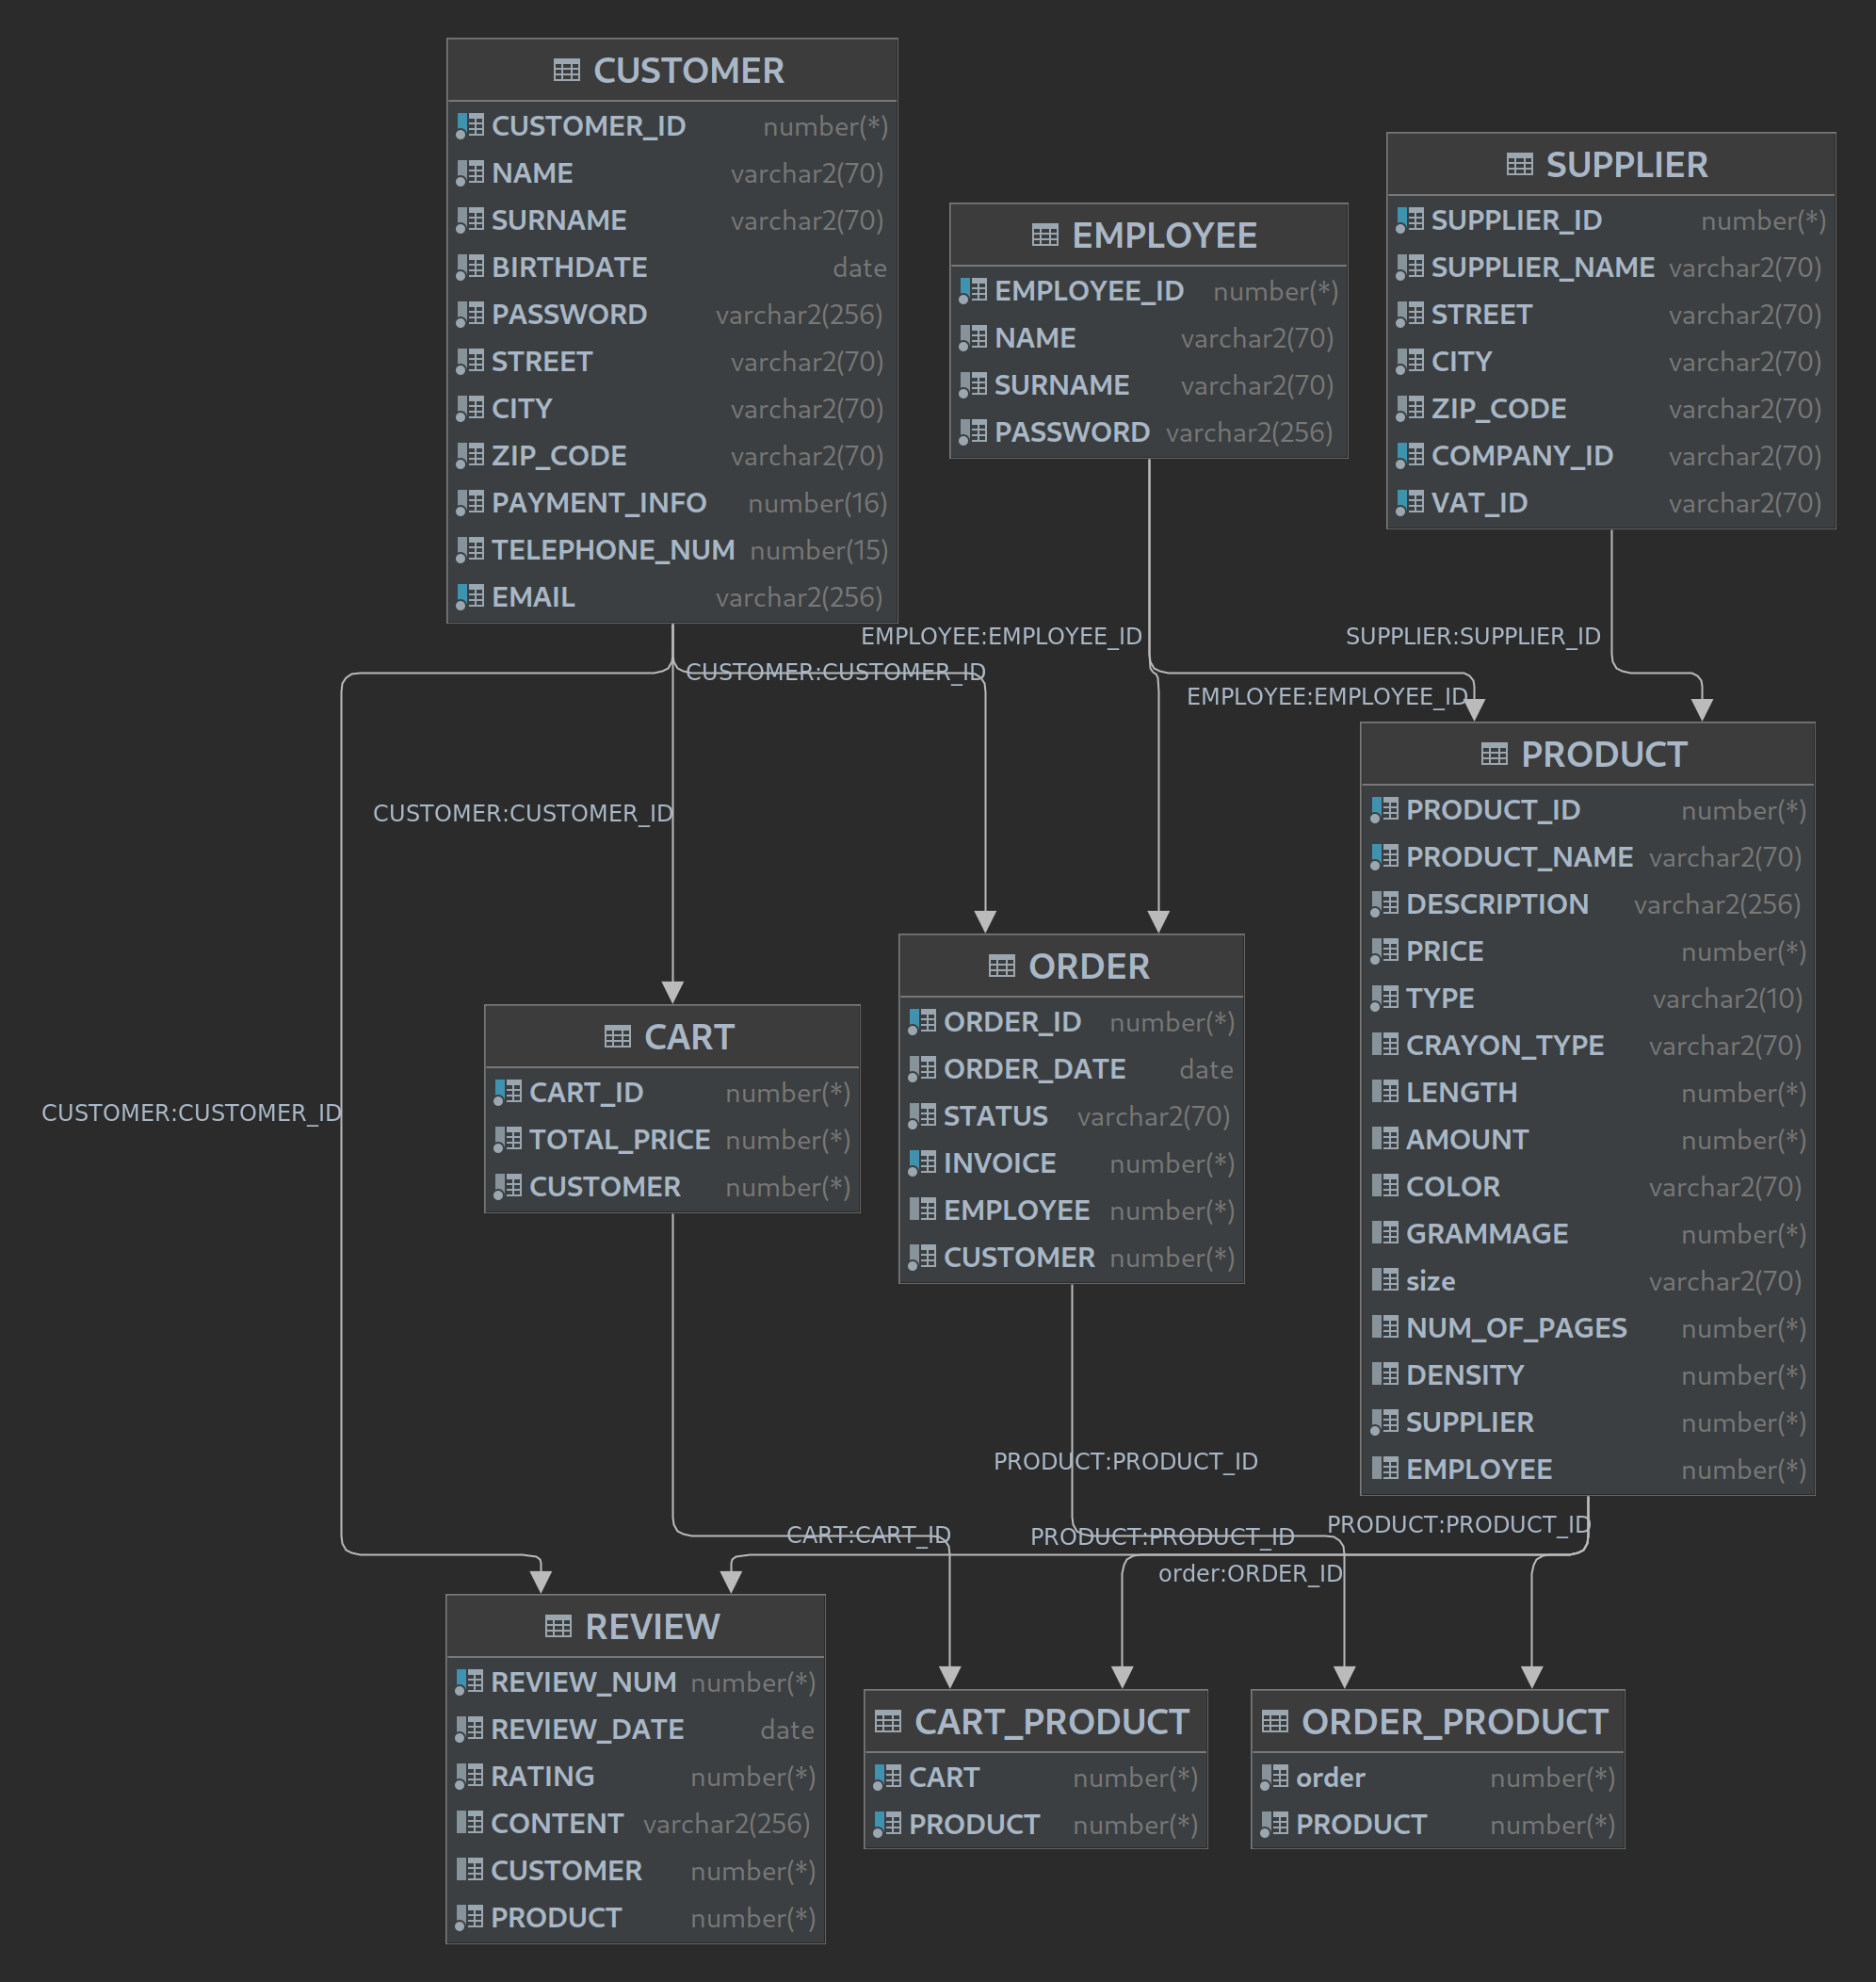 CUSTOMER
CUSTOMER_ID number(*)
NAME varchar2(70)
SURNAME varchar2(70)
BIRTHDATE date
PASSWORD varchar2(256)
STREET varchar2(70)
CITY varchar2(70)
ZIP_CODE varchar2(70)
PAYMENT_INFO number(16)
TELEPHONE_NUM number(15)
EMAIL varchar2(256)
EMPLOYEE
EMPLOYEE_ID number(*)
NAME varchar2(70)
SURNAME varchar2(70)
PASSWORD varchar2(256)
SUPPLIER
SUPPLIER_ID number(*)
SUPPLIER_NAME varchar2(70)
STREET varchar2(70)
CITY varchar2(70)
ZIP_CODE varchar2(70)
COMPANY_ID varchar2(70)
VAT_ID varchar2(70)
EMPLOYEE:EMPLOYEE_ID
SUPPLIER:SUPPLIER_ID
CUSTOMER:CUSTOMER_ID
EMPLOYEE:EMPLOYEE_ID
CUSTOMER:CUSTOMER_ID
CUSTOMER:CUSTOMER_ID
PRODUCT
PRODUCT_ID number(*)
PRODUCT_NAME varchar2(70)
DESCRIPTION varchar2(256)
PRICE number(*)
TYPE varchar2(10)
CRAYON_TYPE varchar2(70)
LENGTH number(*)
AMOUNT number(*)
COLOR varchar2(70)
GRAMMAGE number(*)
size varchar2(70)
NUM_OF_PAGES number(*)
DENSITY number(*)
SUPPLIER number(*)
EMPLOYEE number(*)
ORDER
ORDER_ID number(*)
ORDER_DATE date
STATUS varchar2(70)
INVOICE number(*)
EMPLOYEE number(*)
CUSTOMER number(*)
CART
CART_ID number(*)
TOTAL_PRICE number(*)
CUSTOMER number(*)
PRODUCT:PRODUCT_ID
CART:CART_ID
PRODUCT:PRODUCT_ID
PRODUCT:PRODUCT_ID
order:ORDER_ID
REVIEW
REVIEW_NUM number(*)
REVIEW_DATE date
RATING number(*)
CONTENT varchar2(256)
CUSTOMER number(*)
PRODUCT number(*)
CART_PRODUCT
CART number(*)
PRODUCT number(*)
ORDER_PRODUCT
order number(*)
PRODUCT number(*)